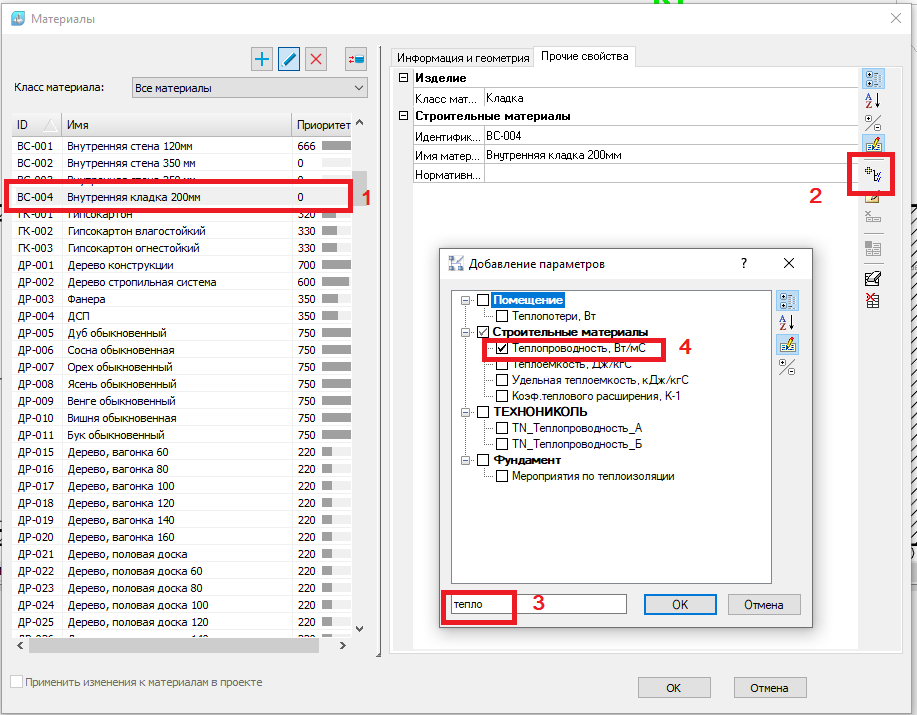 Материалы
Класс материала:
Все материалы
ID Имя Приоритет
ВС-001 Внутренняя стена 120мм 666
ВС-002 Внутренняя стена 350 мм 0
ВС-004 Внутренняя кладка 200мм 0
1
ГК-001 Гипсокартон 320
ГК-002 Гипсокартон влагостойкий 330
ГК-003 Гипсокартон огнестойкий 330
ДР-001 Дерево конструкции 700
ДР-002 Дерево стропильная система 600
ДР-003 Фанера 350
ДР-004 ДСП 350
ДР-005 Дуб обыкновенный 750
ДР-006 Сосна обыкновенная 750
ДР-007 Орех обыкновенный 750
ДР-008 Ясень обыкновенный 750
ДР-009 Венге обыкновенный 750
ДР-010 Вишня обыкновенная 750
ДР-011 Бук обыкновенный 750
ДР-015 Дерево, вагонка 60 220
ДР-016 Дерево, вагонка 80 220
ДР-017 Дерево, вагонка 100 220
ДР-018 Дерево, вагонка 120 220
ДР-019 Дерево, вагонка 140 220
ДР-020 Дерево, вагонка 160 220
ДР-021 Дерево, половая доска 220
ДР-022 Дерево, половая доска 60 220
ДР-023 Дерево, половая доска 80 220
ДР-024 Дерево, половая доска 100 220
ДР-025 Дерево, половая доска 120 220
Применить изменения к материалам в проекте
Информация и геометрия
Прочие свойства
Изделие
Класс мат... Кладка
Строительные материалы
Идентифик... ВС-004
Имя матер... Внутренняя кладка 200мм
Нормативн...
2
Добавление параметров
?
Помещение
Теплопотери, Вт
Строительные материалы
Теплопроводность, Вт/мС
4
Теплоемкость, Дж/кгС
Удельная теплоемкость, кДж/кгС
Коэф.теплового расширения, К-1
ТЕХНОНИКОЛЬ
TN_Теплопроводность_А
TN_Теплопроводность_Б
Фундамент
Мероприятия по теплоизоляции
тепло
3
OK
Отмена
OK
Отмена